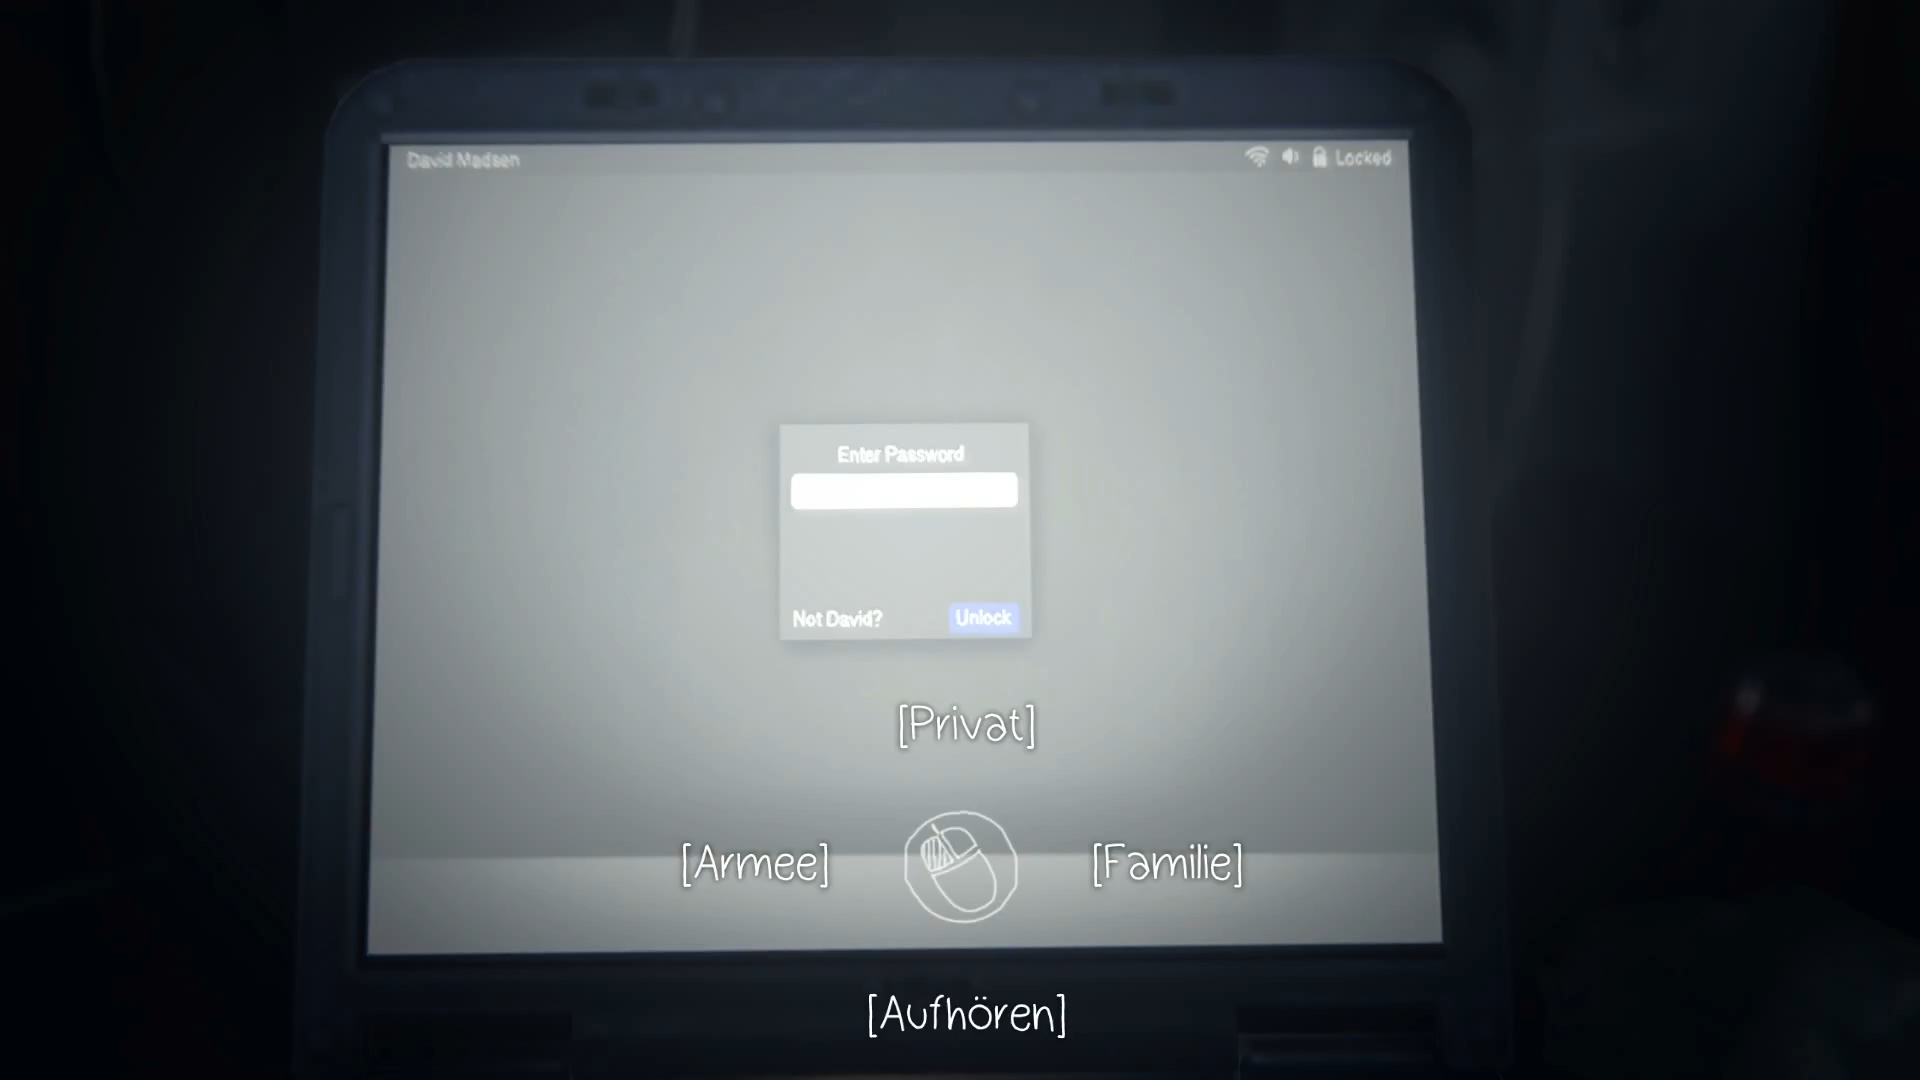 David Madsen
Locked
Enter Password
Not David?
Unlock
[Privat]
[Armee]
[Familie]
[Aufhören]